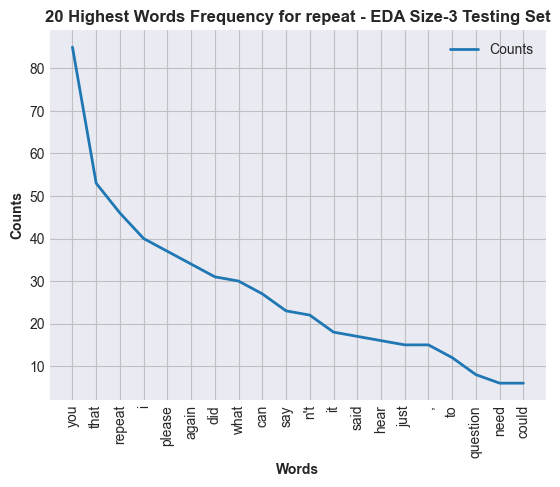 20 Highest Words Frequency for repeat - EDA Size-3 Testing Set
Counts
80
70
60
50
40
30
20
10
Counts
you
that
repeat
i
please
again
did
what
can
say
n't
it
said
hear
just
,
to
question
need
could
Words